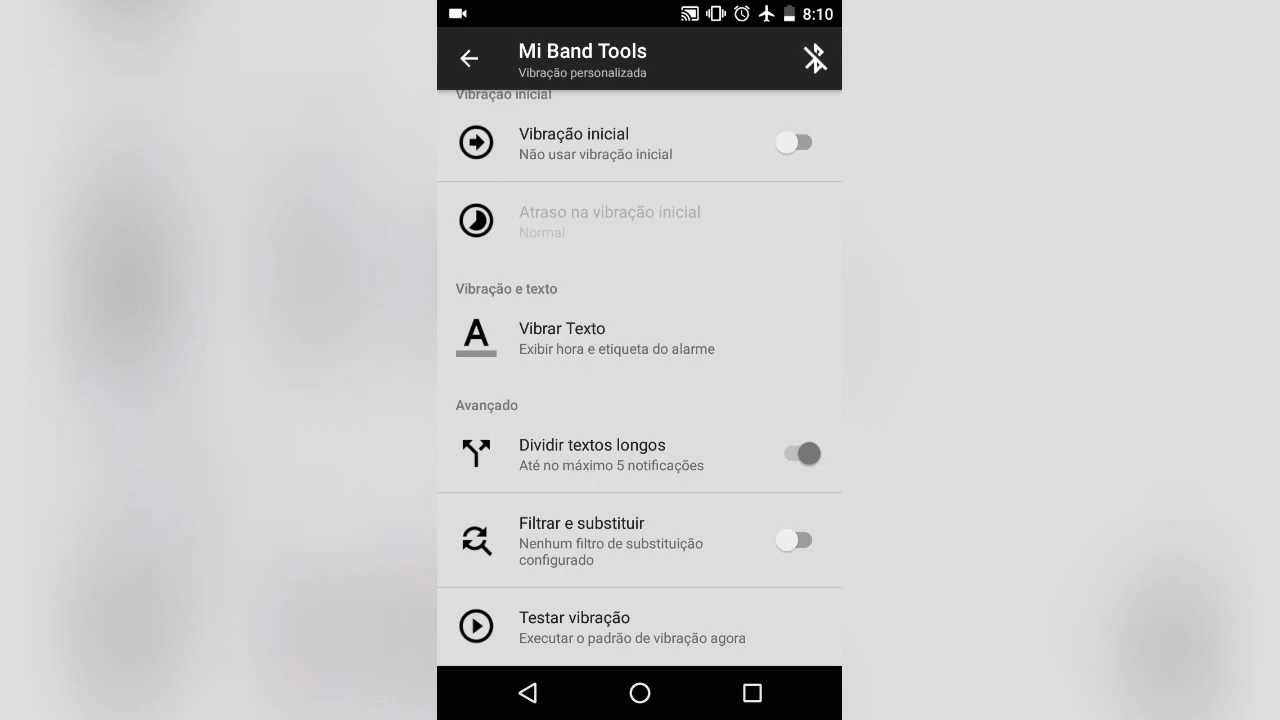 8:10
Mi Band Tools
Vibração personalizada
Vibração inicial
Vibração inicial
Não usar vibração inicial
Atraso na vibração inicial
Normal
Vibração e texto
A
Vibrar Texto
Exibir hora e etiqueta do alarme
Avançado
Dividir textos longos
Até no máximo 5 notificações
Filtrar e substituir
Nenhum filtro de substituição
configurado
Testar vibração
Executar o padrão de vibração agora